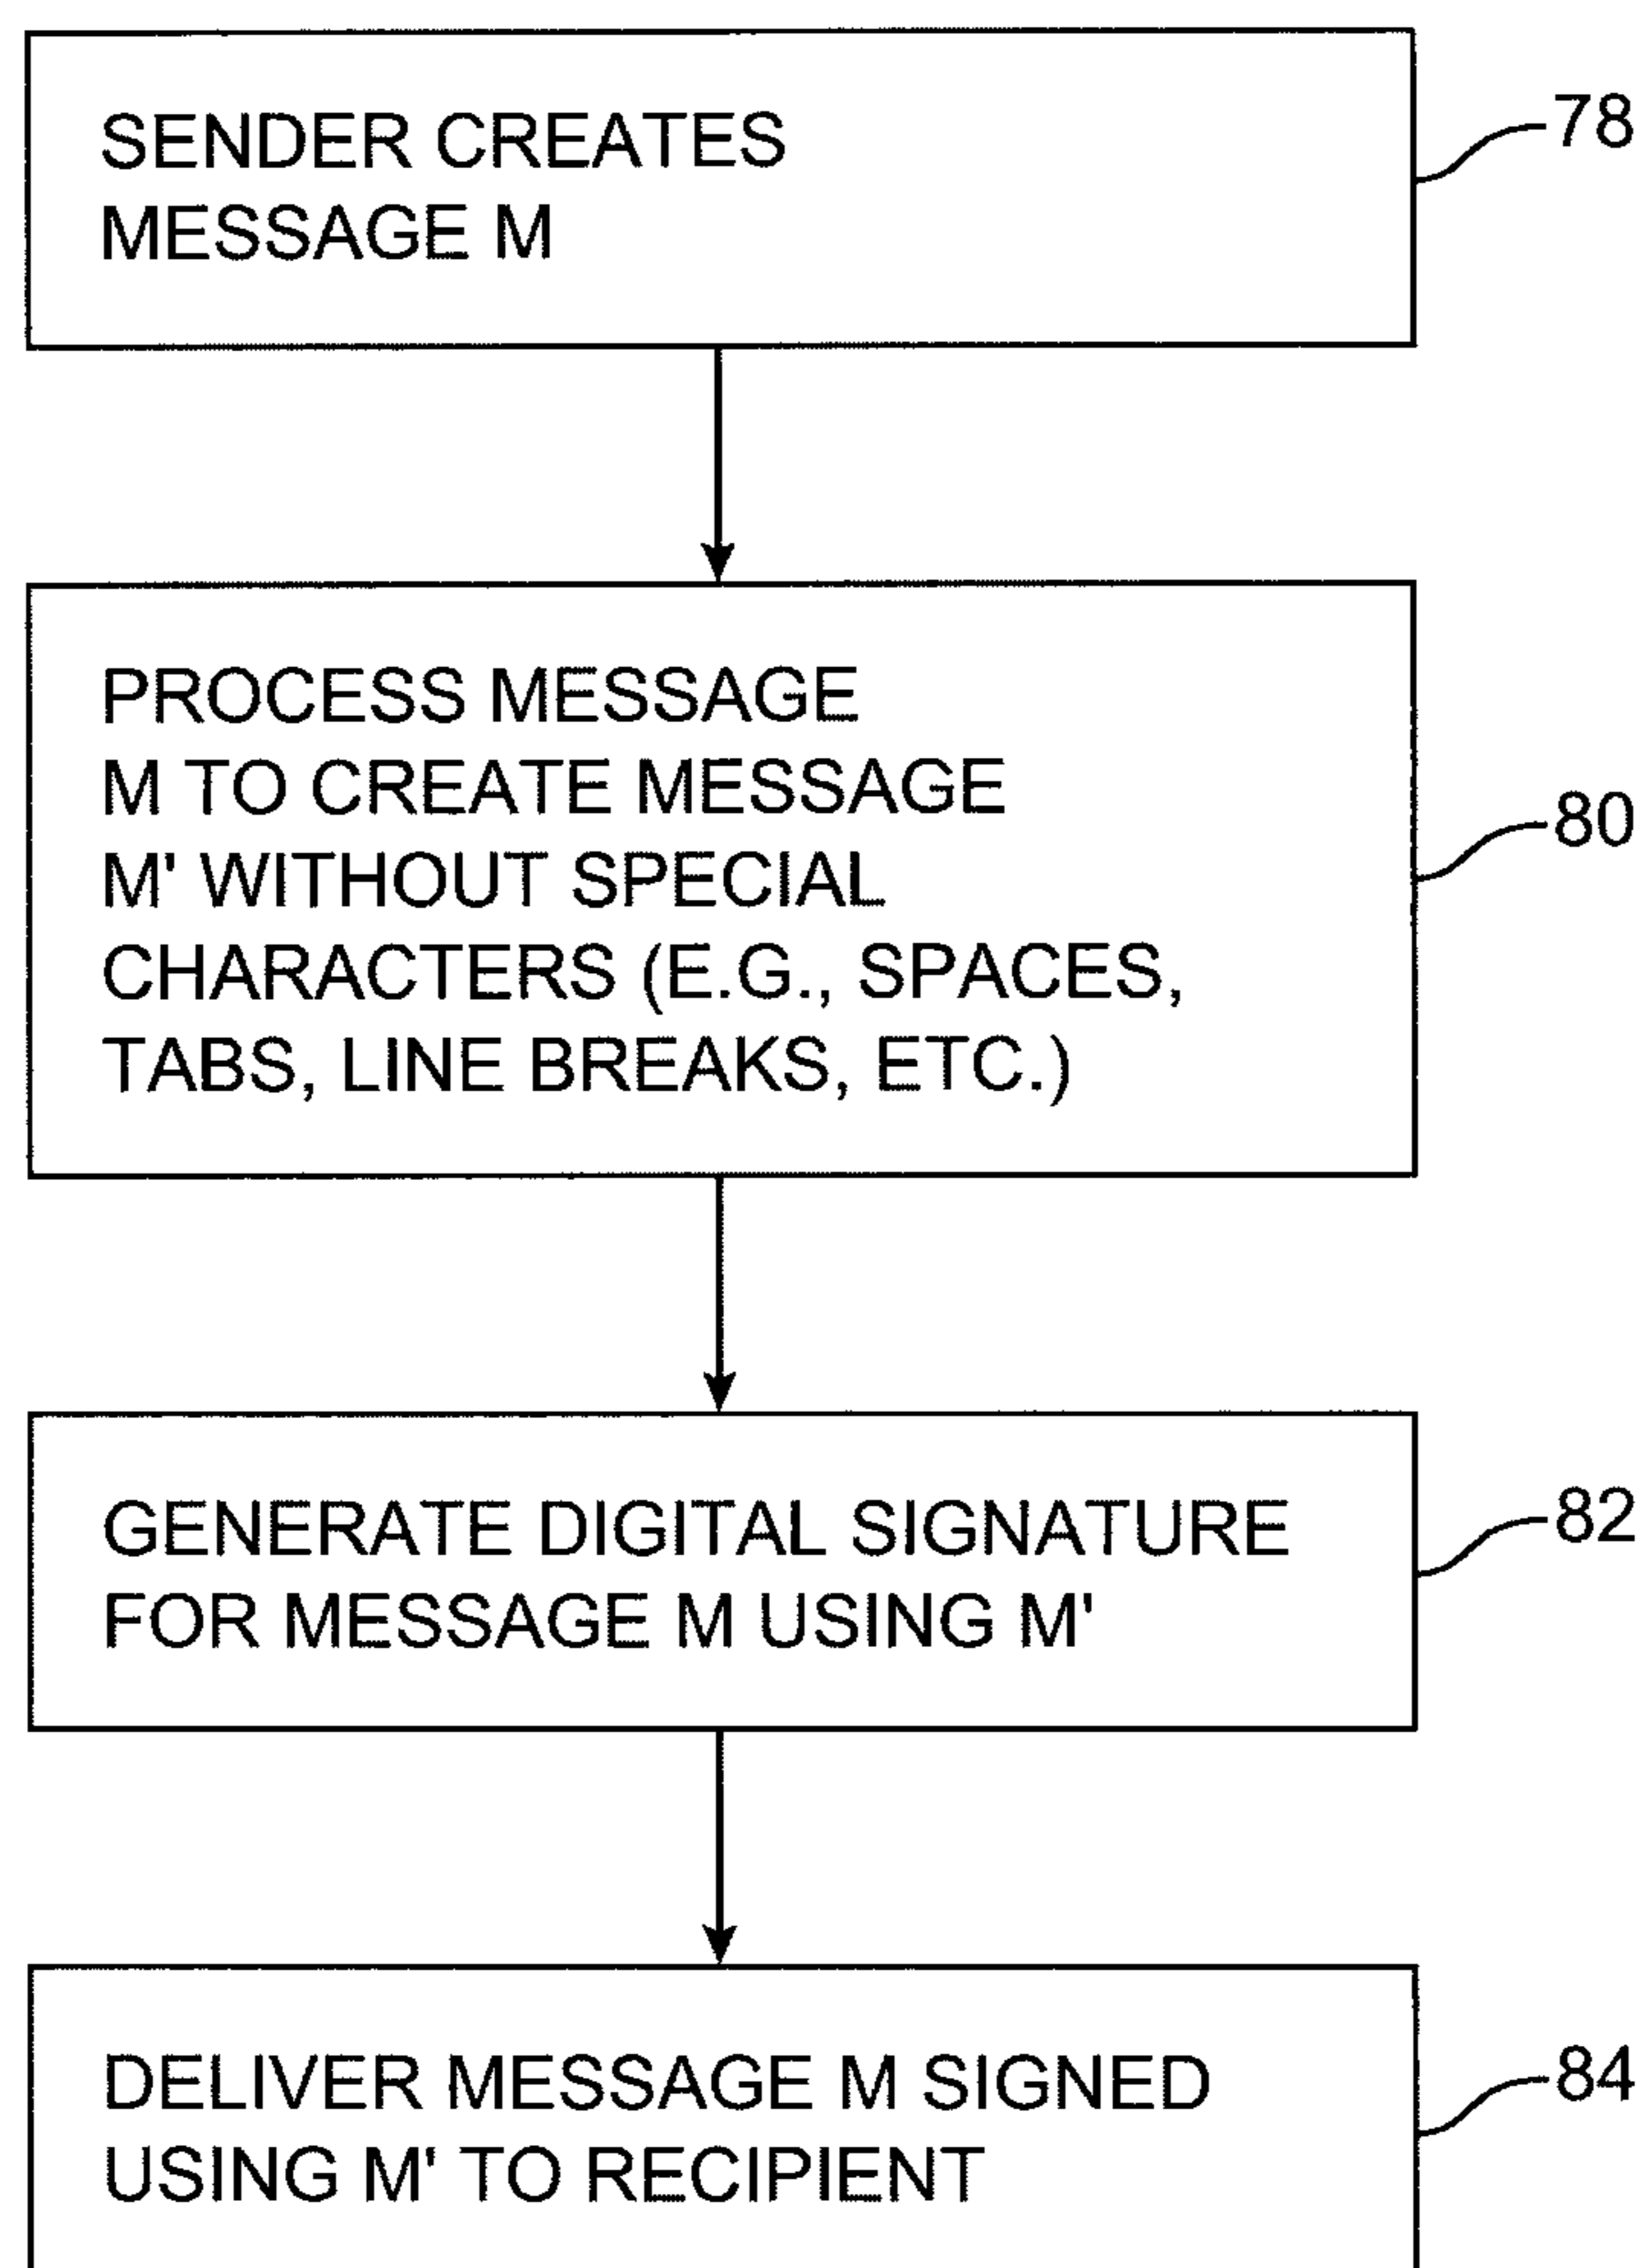 SENDER CREATES
MESSAGE M
78
PROCESS MESSAGE
M TO CREATE MESSAGE
M' WITHOUT SPECIAL
CHARACTERS (E.G., SPACES,
TABS, LINE BREAKS, ETC.)
80
GENERATE DIGITAL SIGNATURE
FOR MESSAGE M USING M'
82
DELIVER MESSAGE M SIGNED
USING M' TO RECIPIENT
84